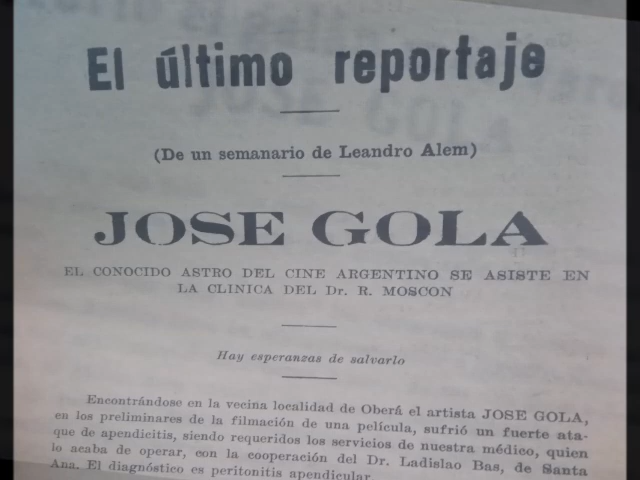 El último reportaje
(De un semanario de Leandro Alem)
JOSE GOLA
EL CONOCIDO ASTRO DEL CINE ARGENTINO SE ASISTE EN
LA CLINICA DEL Dr. R. MOSCON
Hay esperanzas de salvarlo
Encontrándose en la vecina localidad de Oberá el artista JOSE GOLA,
en los preliminares de la filmación de una película, sufrió un fuerte ata-
que de apendicitis, siendo requeridos los servicios de nuestra médico, quien
lo acaba de operar, con la cooperación del Dr. Ladislao Bas, de Santa
Ana. El diagnóstico es peritonitis apendicular